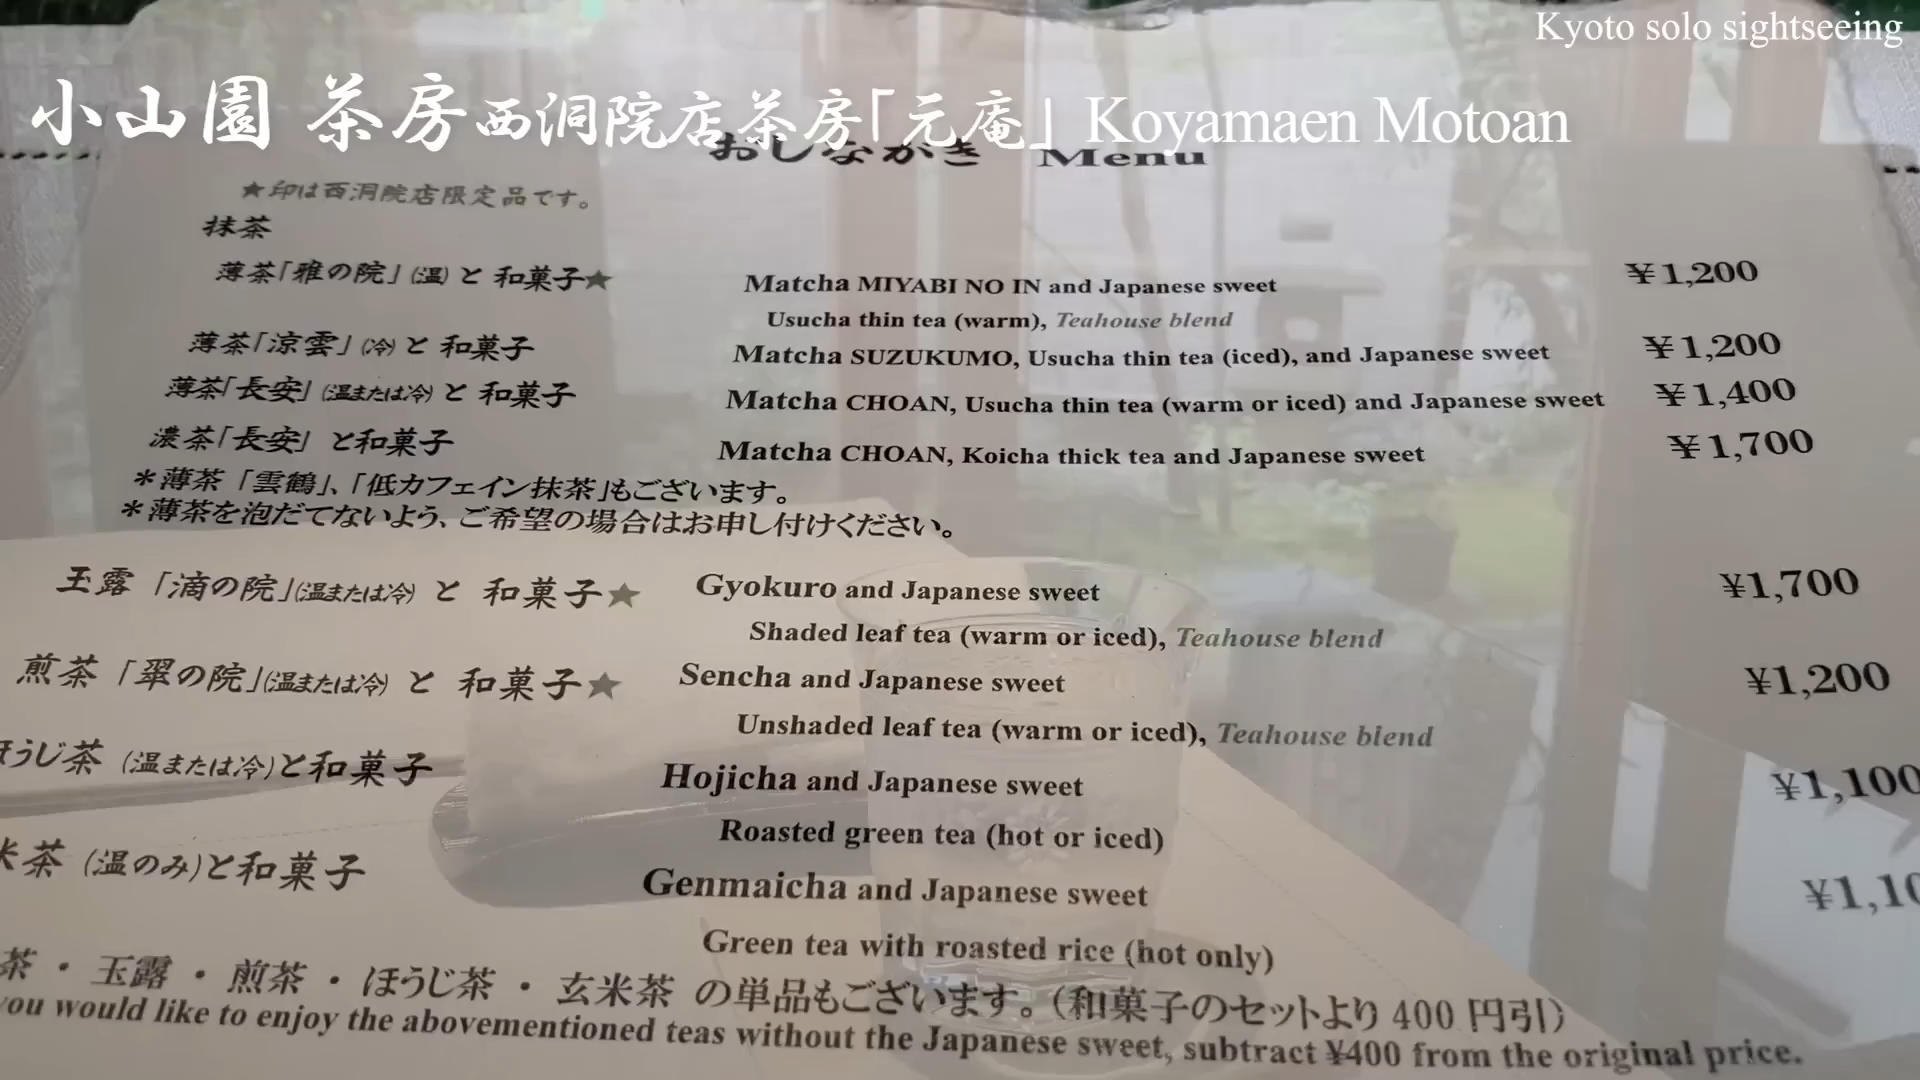 Kyoto solo sightseeing
小山園 茶房西洞院店茶房「元庵」 Koyamaen Motoan
おしながき Menu
★印は西洞院店限定品です。
抹茶
薄茶「雅の院」(温)と 和菓子★ Matcha MIYABI NO IN and Japanese sweet ¥1,200
Usucha thin tea (warm), Teahouse blend
薄茶「涼雲」(冷)と 和菓子 Matcha SUZUKUMO, Usucha thin tea (iced), and Japanese sweet ¥1,200
薄茶「長安」(温または冷)と 和菓子 Matcha CHOAN, Usucha thin tea (warm or iced) and Japanese sweet ¥1,400
濃茶「長安」と和菓子 Matcha CHOAN, Koicha thick tea and Japanese sweet ¥1,700
*薄茶「雲鶴」、「低カフェイン抹茶」もございます。
*薄茶を泡だてないよう、ご希望の場合はお申し付けください。
玉露「滴の院」(温または冷)と 和菓子★ Gyokuro and Japanese sweet ¥1,700
Shaded leaf tea (warm or iced), Teahouse blend
煎茶「翠の院」(温または冷)と 和菓子★ Sencha and Japanese sweet ¥1,200
Unshaded leaf tea (warm or iced), Teahouse blend
ほうじ茶 (温または冷)と和菓子 Hojicha and Japanese sweet ¥1,100
Roasted green tea (hot or iced)
米茶 (温のみ)と和菓子 Genmaicha and Japanese sweet ¥1,10
Green tea with roasted rice (hot only)
茶・玉露・煎茶・ほうじ茶・玄米茶 の単品もございます。(和菓子のセットより 400 円引)
you would like to enjoy the abovementioned teas without the Japanese sweet, subtract ¥400 from the original price.